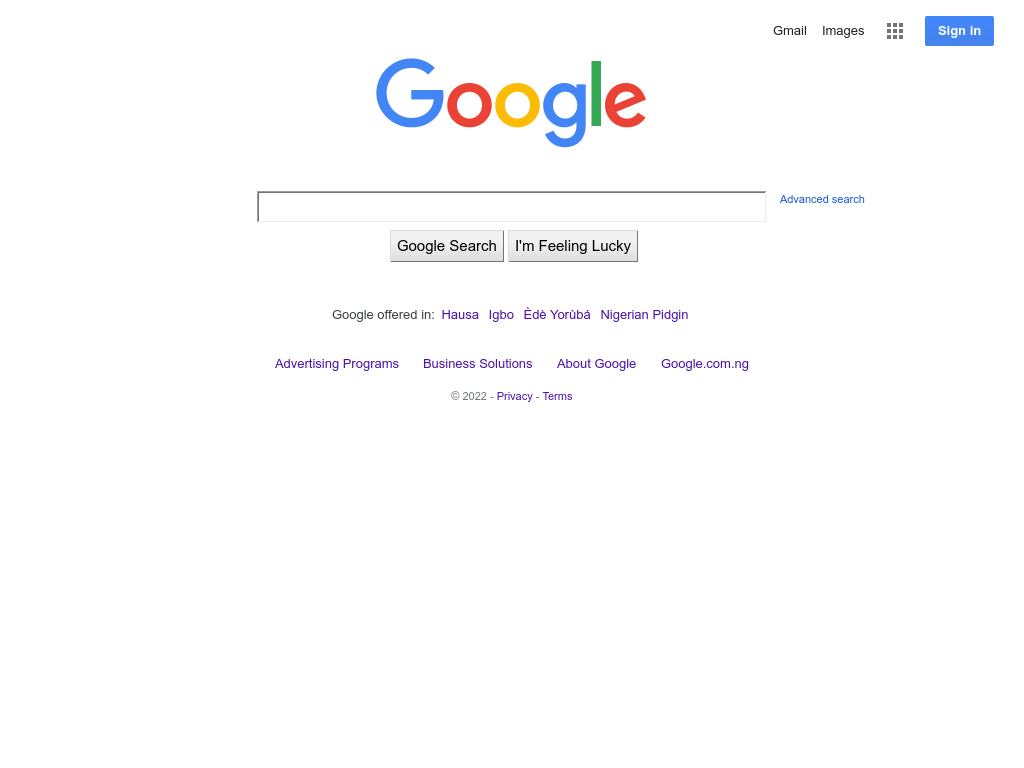 Gmail Images Sign in
Google
Advanced search
Google Search I'm Feeling Lucky
Google offered in: Hausa Igbo Èdè Yorùbá Nigerian Pidgin
Advertising Programs Business Solutions About Google Google.com.ng
© 2022 - Privacy - Terms